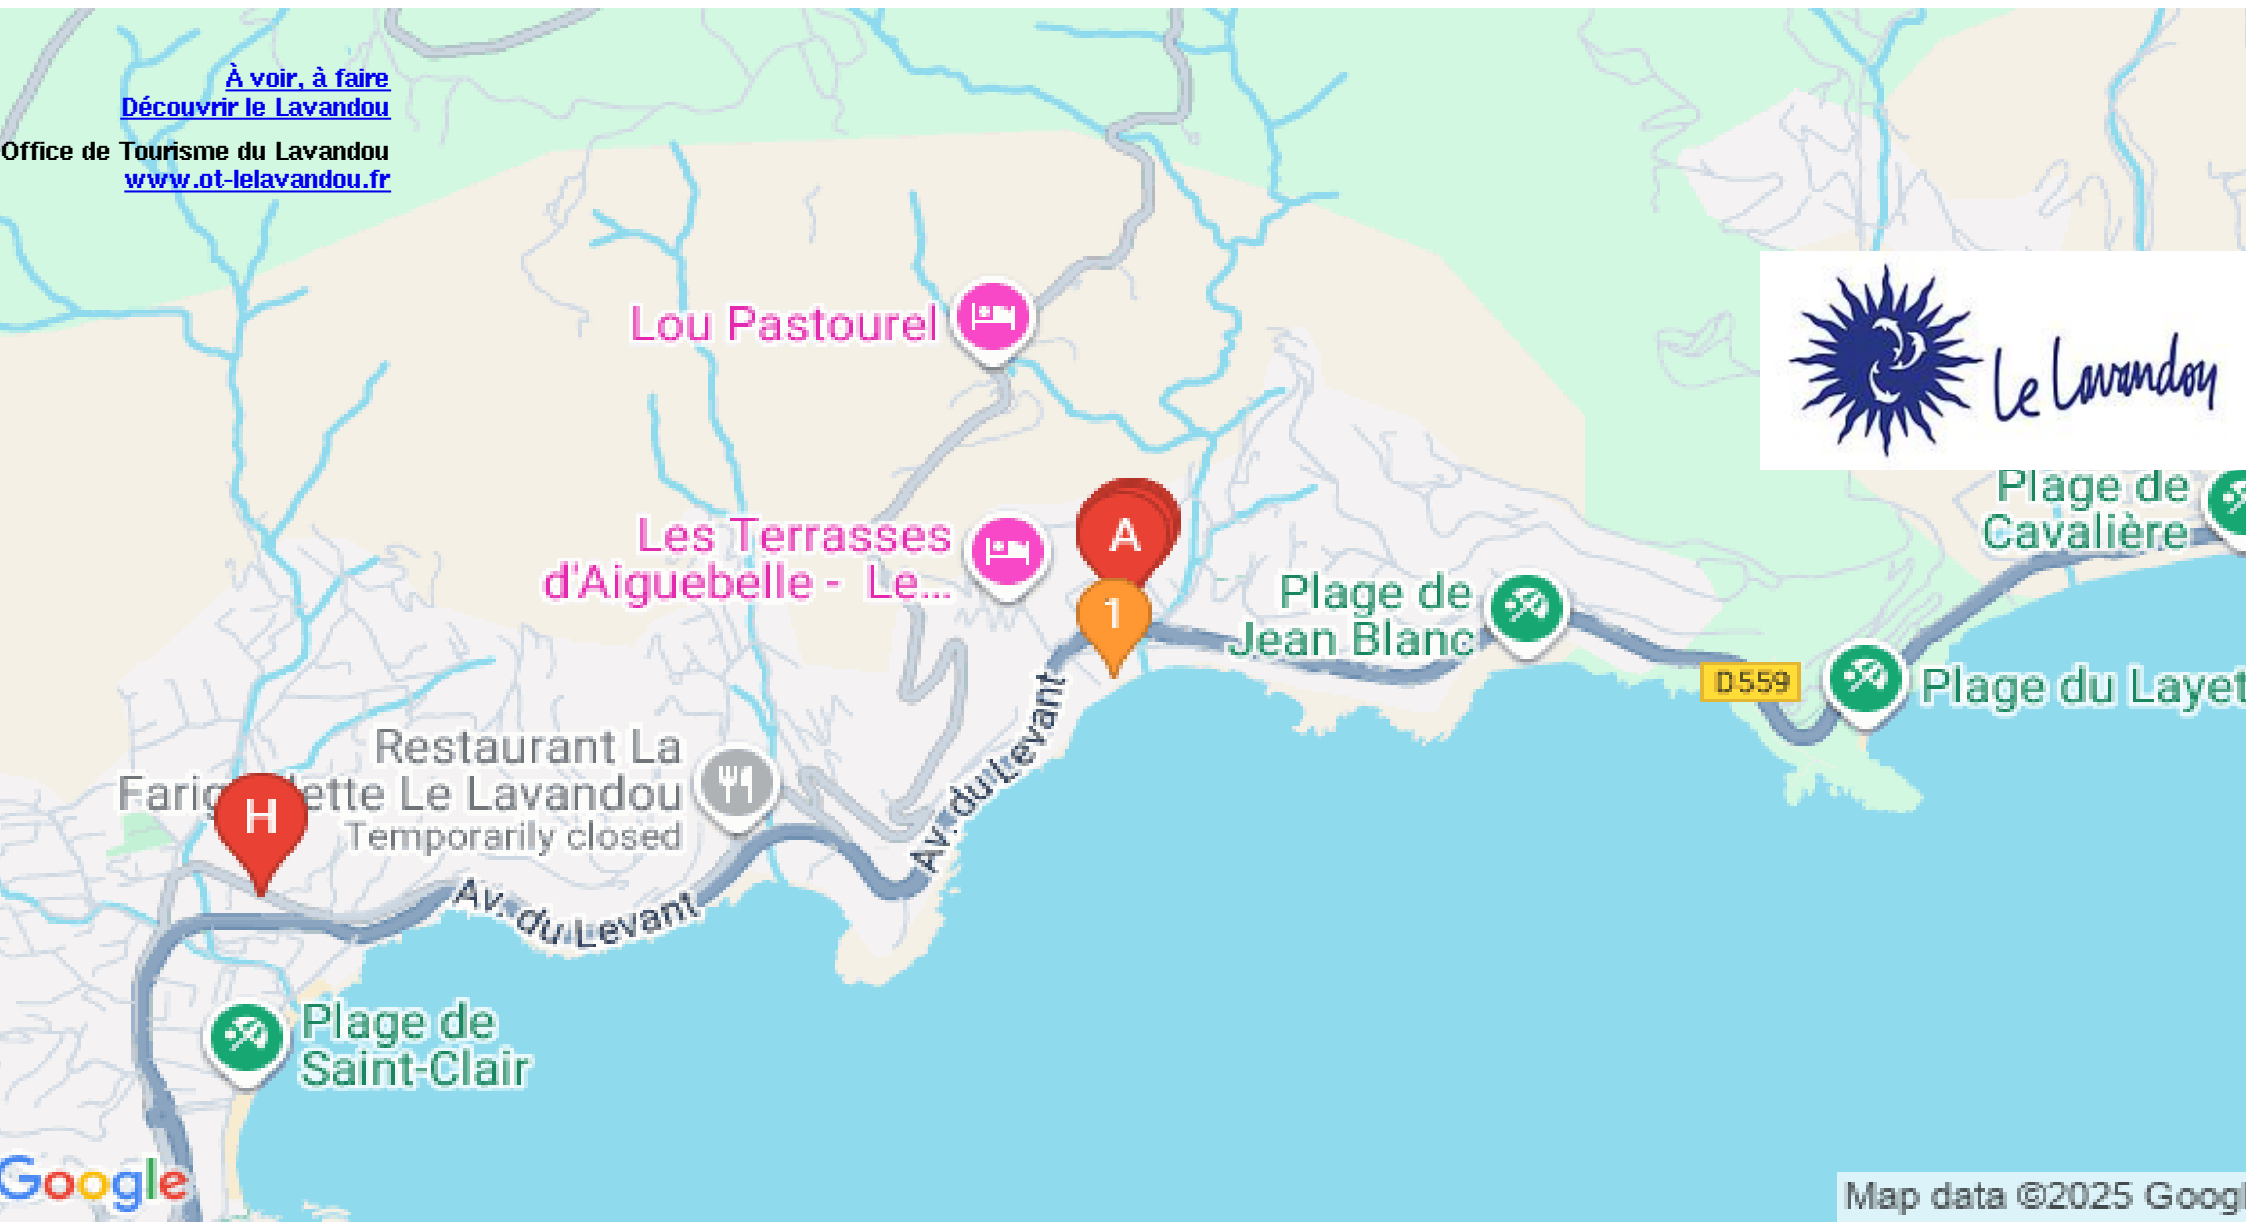 À voir, à faire
Découvrir le Lavandou
Office de Tourisme du Lavandou
www.ot-lelavandou.fr
Lou Pastourel
Le Lavandou
Plage de
Cavalière
A
Les Terrasses
d'Aiguebelle - Le...
1
Plage de
Jean Blanc
D559
Plage du Layet
Av. du Levant
Restaurant La
Farig ette Le Lavandou
Temporarily closed
H
Av. du Levant
Plage de
Saint-Clair
Google
Map data ©2025 Googl